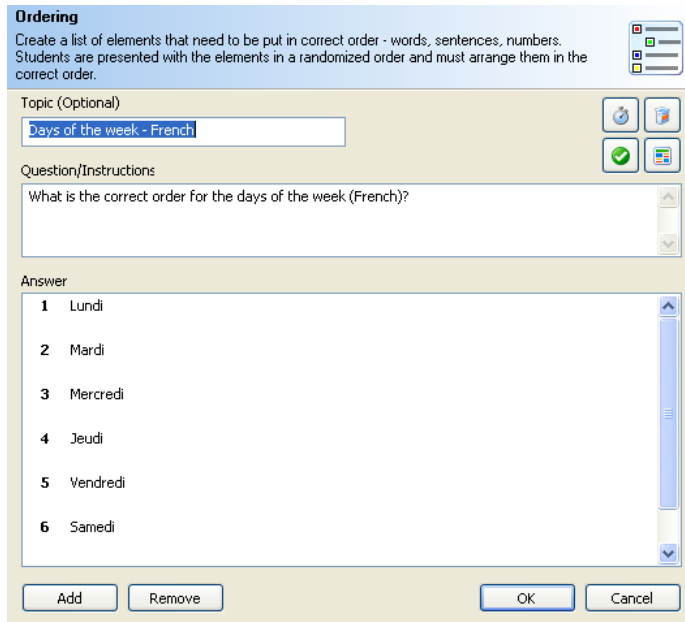 Ordering
Create a list of elements that need to be put in correct order - words, sentences, numbers.
Students are presented with the elements in a randomized order and must arrange them in the
correct order.
Topic (Optional)
Days of the week - French
Question/Instructions
What is the correct order for the days of the week (French)?
Answer
1 Lundi
2 Mardi
3 Mercredi
4 Jeudi
5 Vendredi
6 Samedi
Add Remove OK Cancel